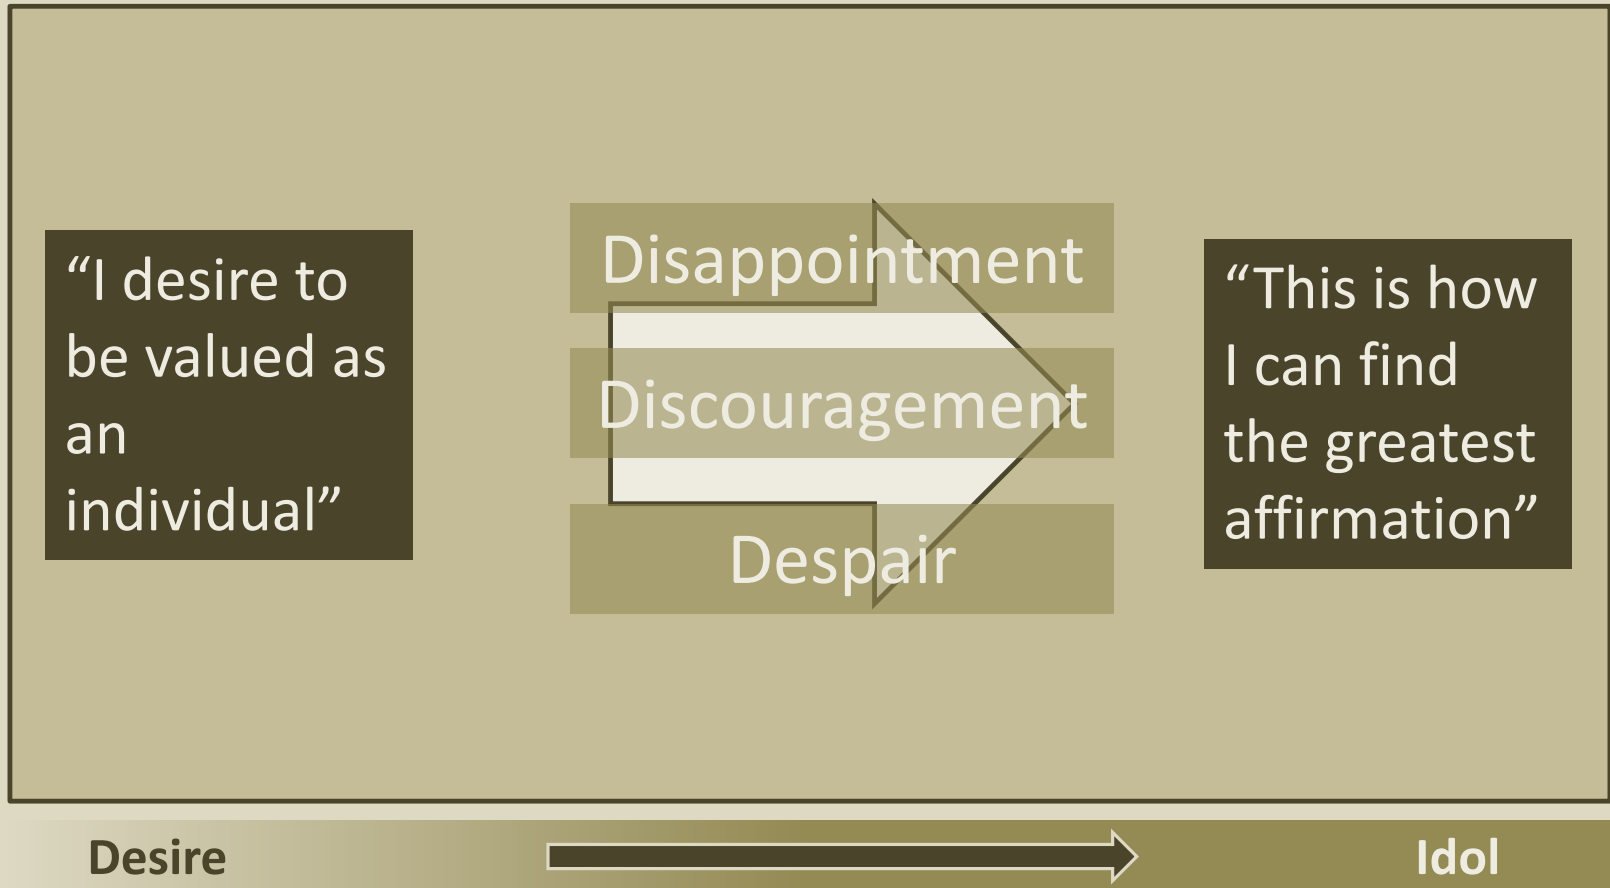 “I desire to
be valued as
an
individual”
Disappointment
Discouragement
Despair
“This is how
I can find
the greatest
affirmation”
Desire
Idol